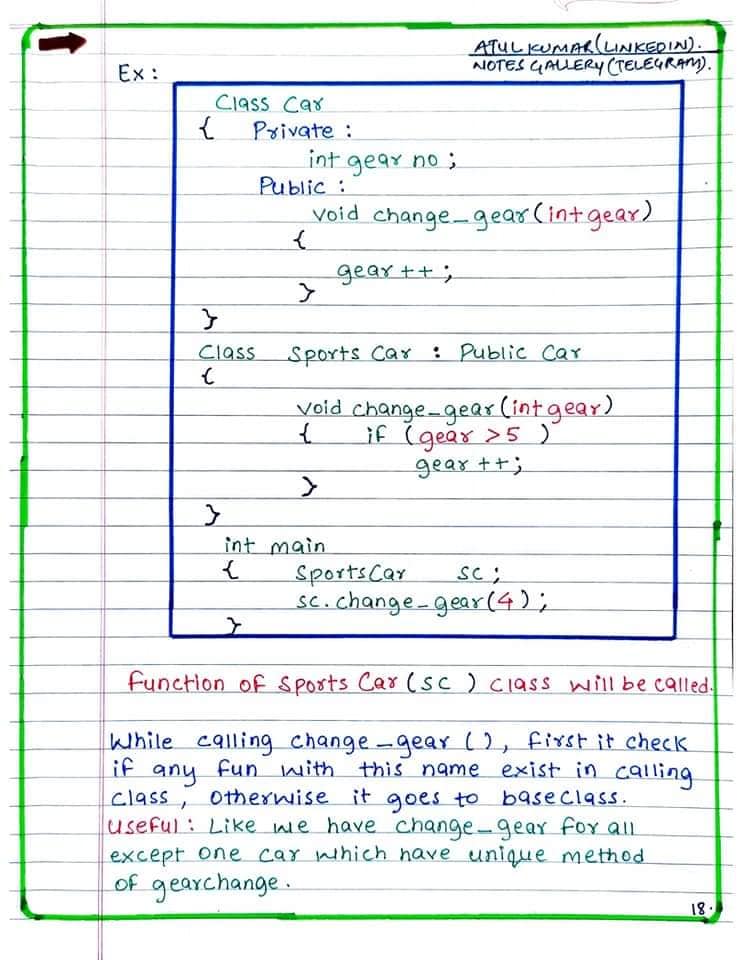 ATUL KUMAR (LINKEDIN).
NOTES GALLERY (TELEGRAM).
Ex :
Class Car
{ Private :
int gear no ;
Public :
void change_gear (int gear)
{
gear ++ ;
}
}
Class Sports Car : Public Car
{
void change_gear (int gear)
{ if (gear >5 )
gear ++;
}
}
int main
{ SportsCar sc ;
sc.change_gear(4) ;
}
Function of Sports Car (sc ) class will be called.
While calling change_gear (), first it check
if any fun with this name exist in calling
class , otherwise it goes to baseclass.
Useful : Like we have change_gear for all
except one car which have unique method
of gearchange .
18.